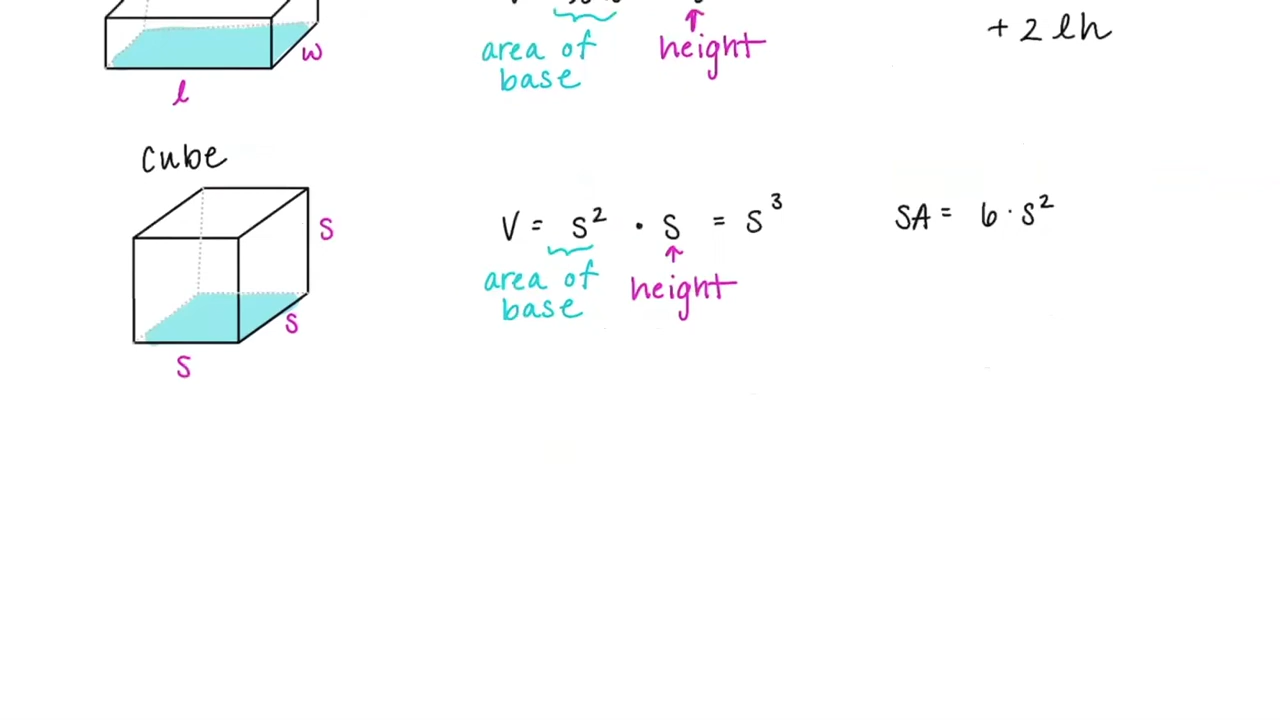 w
area of height
base
l
+ 2 lh
cube
s
s
s
V = s² · s = s³
area of height
base
SA = 6 · s²